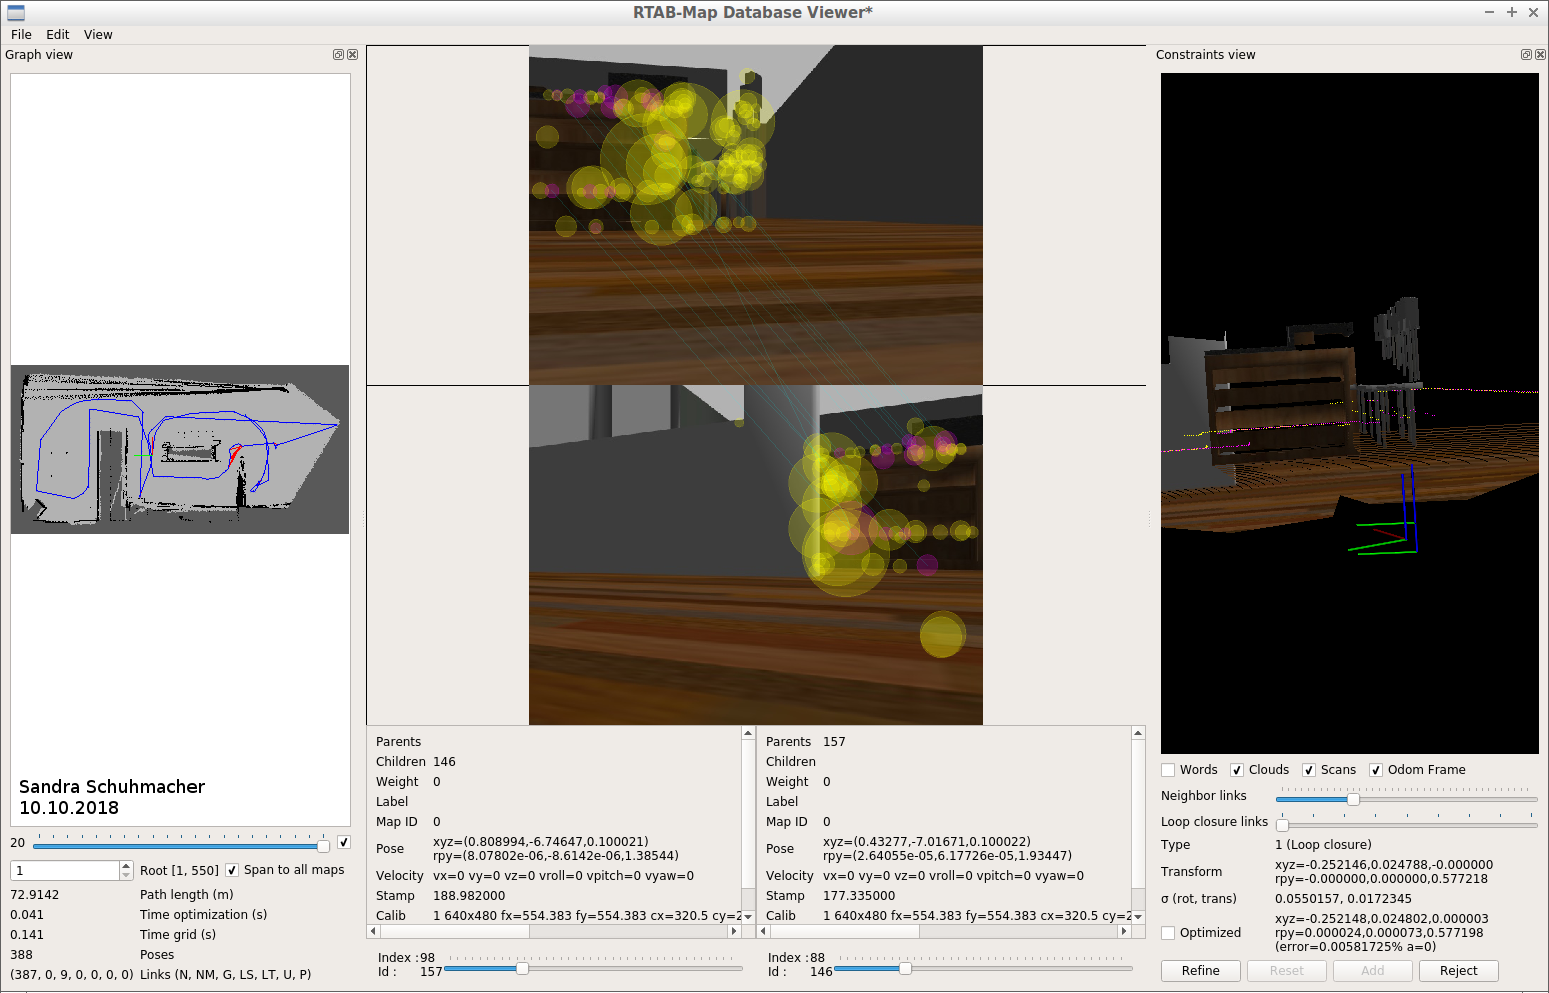 RTAB-Map Database Viewer*
File Edit View
Graph view
Sandra Schuhmacher
10.10.2018
20
1 Root [1, 550] Span to all maps
72.9142 Path length (m)
0.041 Time optimization (s)
0.141 Time grid (s)
388 Poses
(387, 0, 9, 0, 0, 0, 0) Links (N, NM, G, LS, LT, U, P)
Parents
Children 146
Weight 0
Label
Map ID 0
Pose xyz=(0.808994,-6.74647,0.100021)
rpy=(8.07802e-06,-8.6142e-06,1.38544)
Velocity vx=0 vy=0 vz=0 vroll=0 vpitch=0 vyaw=0
Stamp 188.982000
Calib 1 640x480 fx=554.383 fy=554.383 cx=320.5 cy=2
Index : 98
Id : 157
Parents 157
Children
Weight 0
Label
Map ID 0
Pose xyz=(0.43277,-7.01671,0.100022)
rpy=(2.64055e-05,6.17726e-05,1.93447)
Velocity vx=0 vy=0 vz=0 vroll=0 vpitch=0 vyaw=0
Stamp 177.335000
Calib 1 640x480 fx=554.383 fy=554.383 cx=320.5 cy=2
Index : 88
Id : 146
Constraints view
Words Clouds Scans Odom Frame
Neighbor links
Loop closure links
Type 1 (Loop closure)
Transform xyz=-0.252146,0.024788,-0.000000
rpy=-0.000000,0.000000,0.577218
σ (rot, trans) 0.0550157, 0.0172345
Optimized xyz=-0.252148,0.024802,0.000003
rpy=0.000024,0.000073,0.577198
(error=0.00581725% a=0)
Refine Reset Add Reject